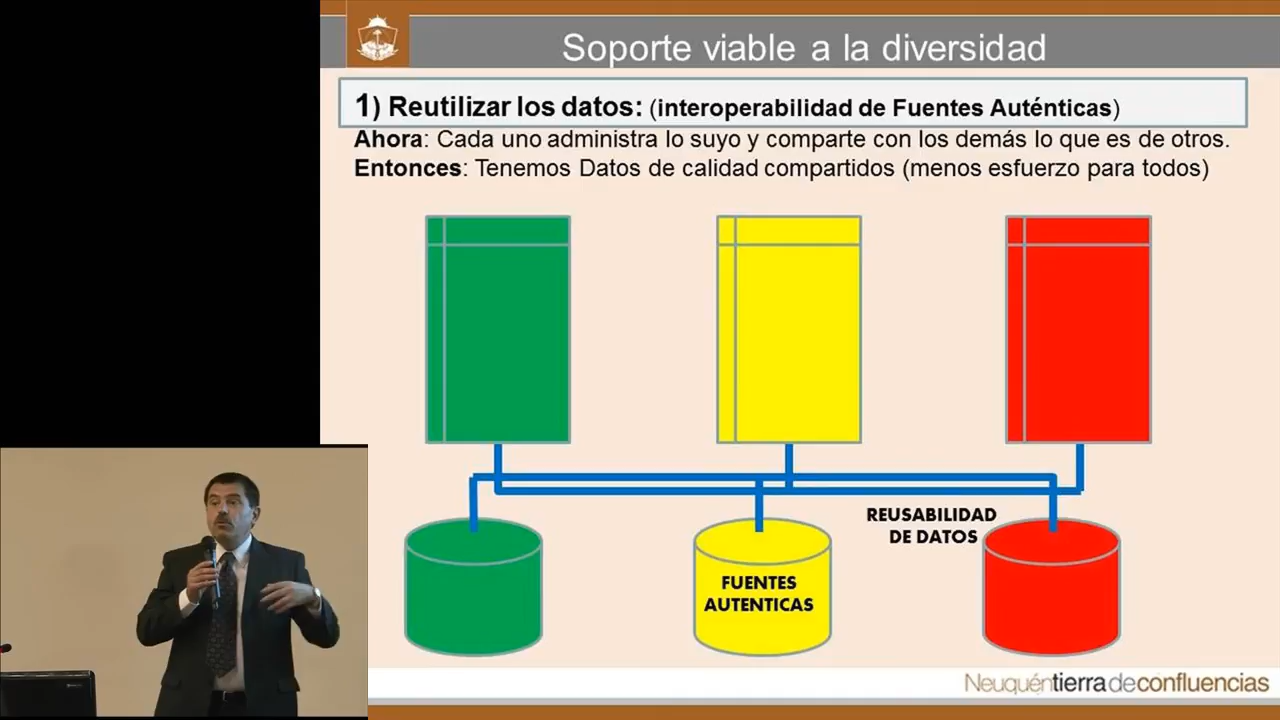 Soporte viable a la diversidad
1) Reutilizar los datos: (interoperabilidad de Fuentes Auténticas)
Ahora: Cada uno administra lo suyo y comparte con los demás lo que es de otros.
Entonces: Tenemos Datos de calidad compartidos (menos esfuerzo para todos)
REUSABILIDAD
DE DATOS
FUENTES
AUTENTICAS
Neuquéntierradeconfluencias